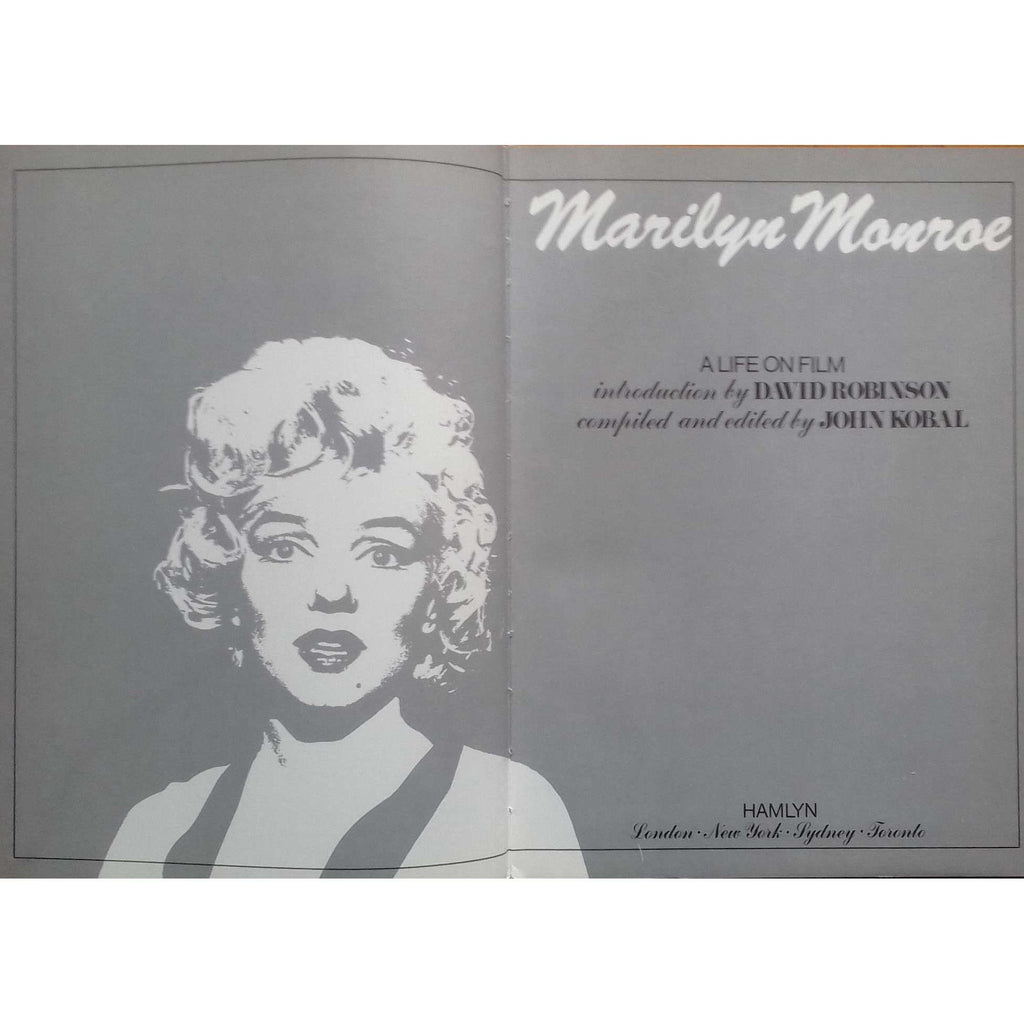 Marilyn Monroe
A LIFE ON FILM
introduction by DAVID ROBINSON
compiled and edited by JOHN KOBAL
HAMLYN
London · New York · Sydney · Toronto